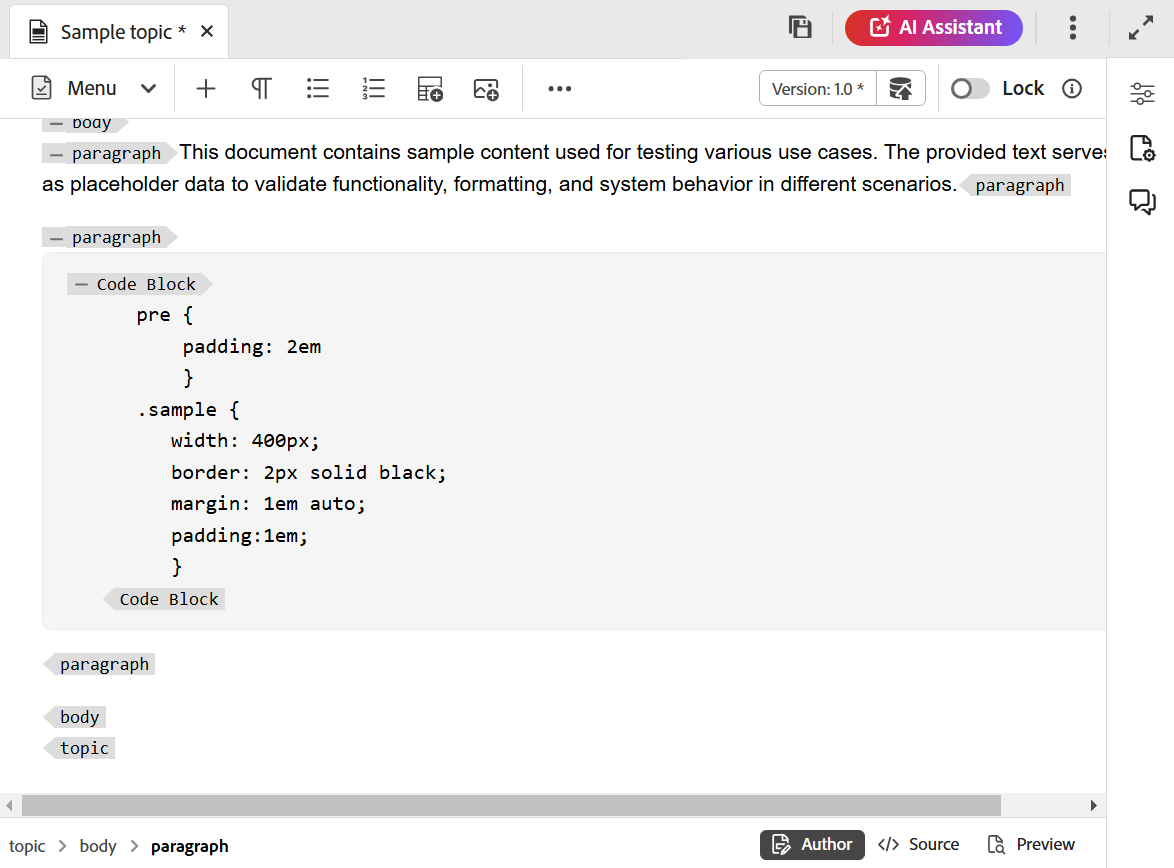 Sample topic *
AI Assistant
Menu
Version: 1.0 *
Lock
body
paragraph This document contains sample content used for testing various use cases. The provided text serves
as placeholder data to validate functionality, formatting, and system behavior in different scenarios. paragraph
paragraph
Code Block
pre {
padding: 2em
}
.sample {
width: 400px;
border: 2px solid black;
margin: 1em auto;
padding:1em;
}
Code Block
paragraph
body
topic
topic > body > paragraph
Author </> Source Preview